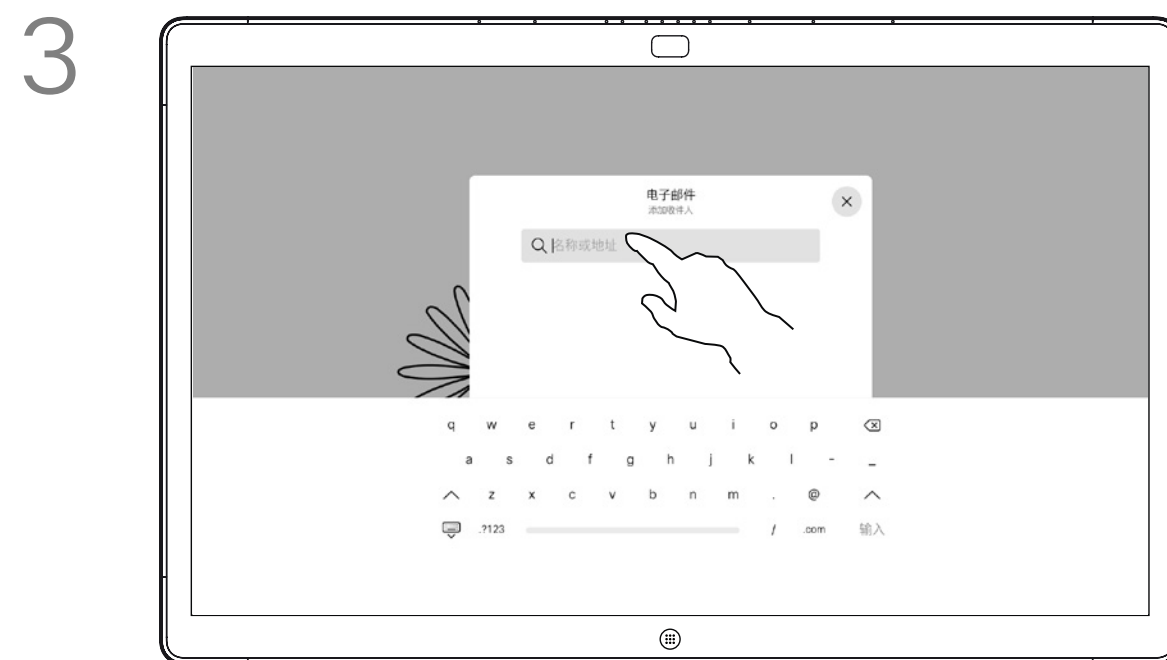 3
电子邮件
添加收件人
名称或地址
q w e r t y u i o p
a s d f g h j k l - _
z x c v b n m . @
.?123 / .com 输入